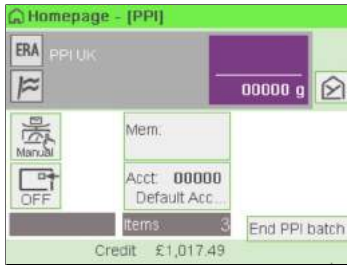 Homepage - [PPI]
ERA PPI UK
00000 g
Manual
Mem:
OFF
Acct: 00000
Default Acc...
Items 3
End PPI batch
Credit £1,017.49